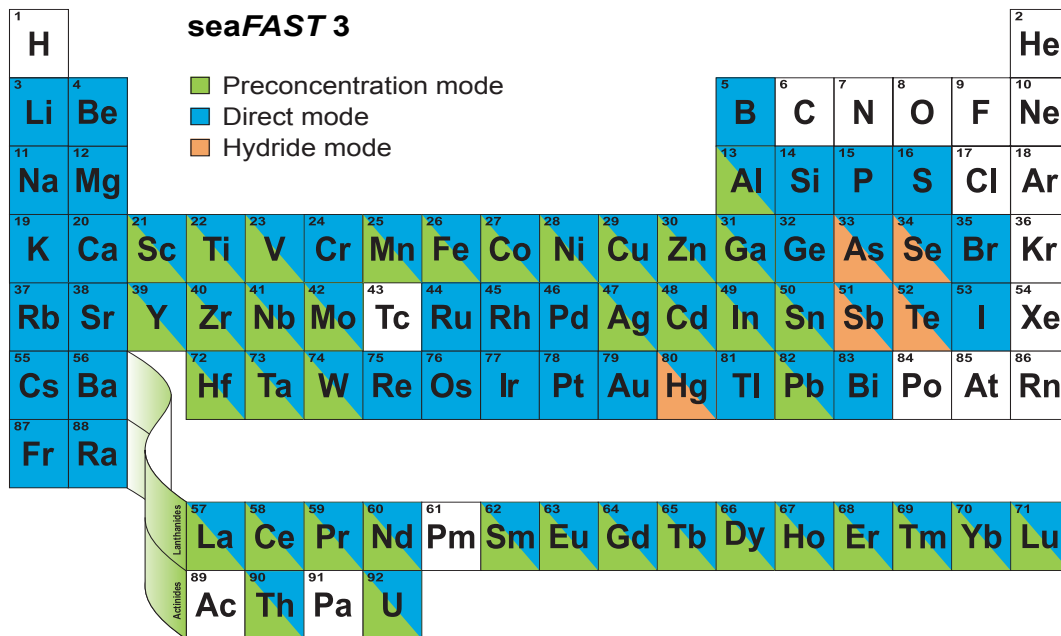 seaFAST 3
Preconcentration mode
Direct mode
Hydride mode
1 2
H He
3 4 5 6 7 8 9 10
Li Be B C N O F Ne
11 12 13 14 15 16 17 18
Na Mg Al Si P S Cl Ar
19 20 21 22 23 24 25 26 27 28 29 30 31 32 33 34 35 36
K Ca Sc Ti V Cr Mn Fe Co Ni Cu Zn Ga Ge As Se Br Kr
37 38 39 40 41 42 43 44 45 46 47 48 49 50 51 52 53 54
Rb Sr Y Zr Nb Mo Tc Ru Rh Pd Ag Cd In Sn Sb Te I Xe
55 56 72 73 74 75 76 77 78 79 80 81 82 83 84 85 86
Cs Ba Hf Ta W Re Os Ir Pt Au Hg Tl Pb Bi Po At Rn
87 88
Fr Ra
Lanthanides
57 58 59 60 61 62 63 64 65 66 67 68 69 70 71
La Ce Pr Nd Pm Sm Eu Gd Tb Dy Ho Er Tm Yb Lu
Actinides
89 90 91 92
Ac Th Pa U